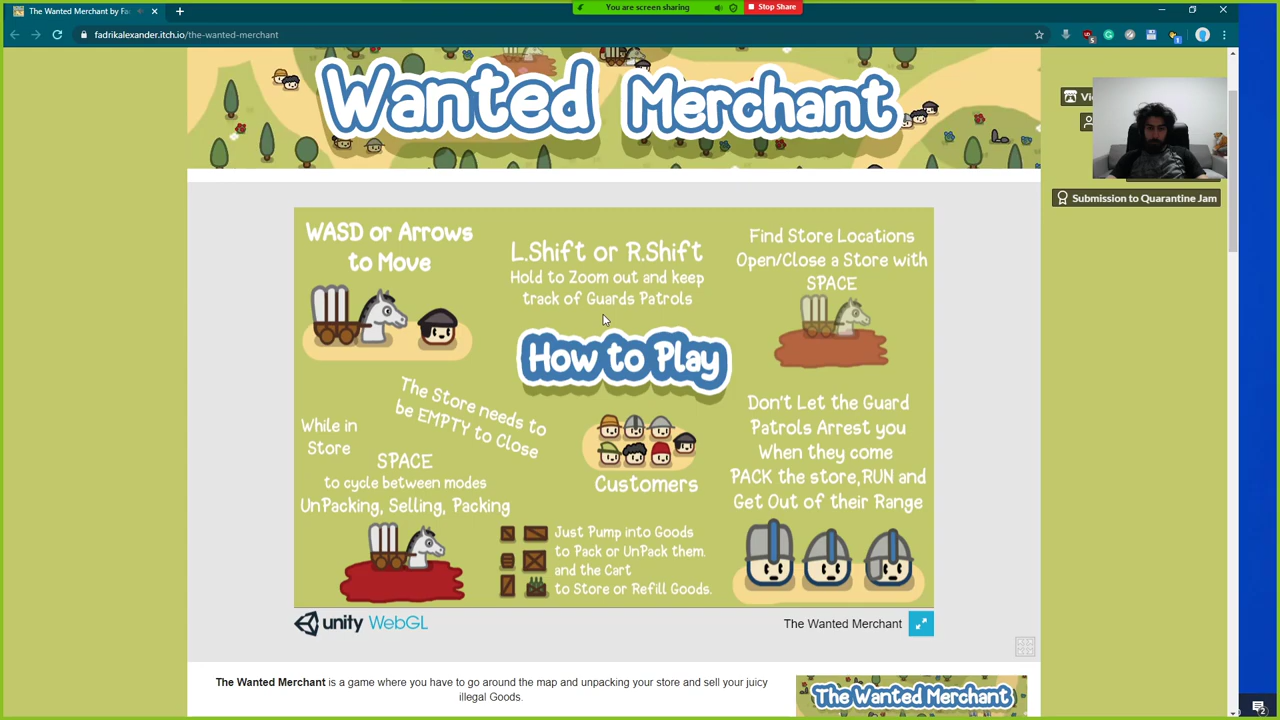 The Wanted Merchant by Fa
You are screen sharing
Stop Share
fadrikalexander.itch.io/the-wanted-merchant
Wanted Merchant
Submission to Quarantine Jam
WASD or Arrows
to Move
L.Shift or R.Shift
Hold to Zoom out and keep
track of Guards Patrols
Find Store Locations
Open/Close a Store with
SPACE
How to Play
The Store needs to
be EMPTY to Close
While in
Store
SPACE
to cycle between modes
UnPacking, Selling, Packing
Customers
Just Pump into Goods
to Pack or UnPack them.
and the Cart
to Store or Refill Goods.
Don't Let the Guard
Patrols Arrest you
When they come
PACK the store,RUN and
Get Out of their Range
unity WebGL
The Wanted Merchant
The Wanted Merchant is a game where you have to go around the map and unpacking your store and sell your juicy
illegal Goods.
The Wanted Merchant